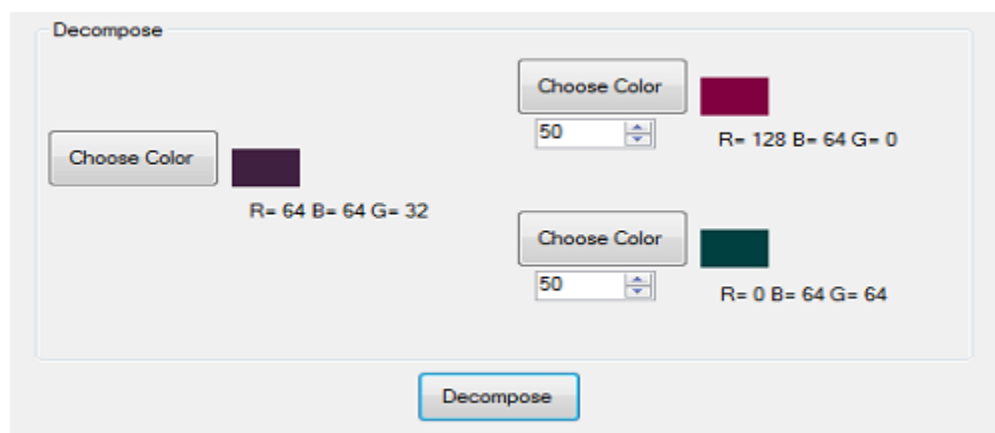 Decompose
Choose Color
R= 64 B= 64 G= 32
Choose Color
50
R= 128 B= 64 G= 0
Choose Color
50
R= 0 B= 64 G= 64
Decompose